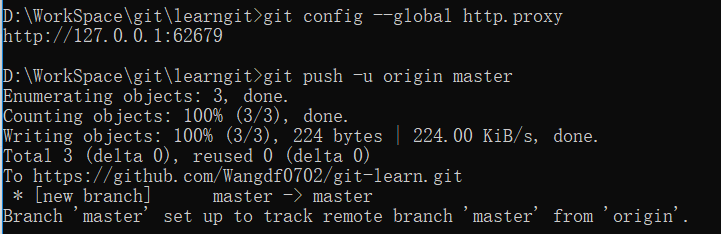 D:\WorkSpace\git\learngit>git config --global http.proxy
http://127.0.0.1:62679
D:\WorkSpace\git\learngit>git push -u origin master
Enumerating objects: 3, done.
Counting objects: 100% (3/3), done.
Writing objects: 100% (3/3), 224 bytes | 224.00 KiB/s, done.
Total 3 (delta 0), reused 0 (delta 0)
To https://github.com/Wangdf0702/git-learn.git
 * [new branch]      master -> master
Branch 'master' set up to track remote branch 'master' from 'origin'.